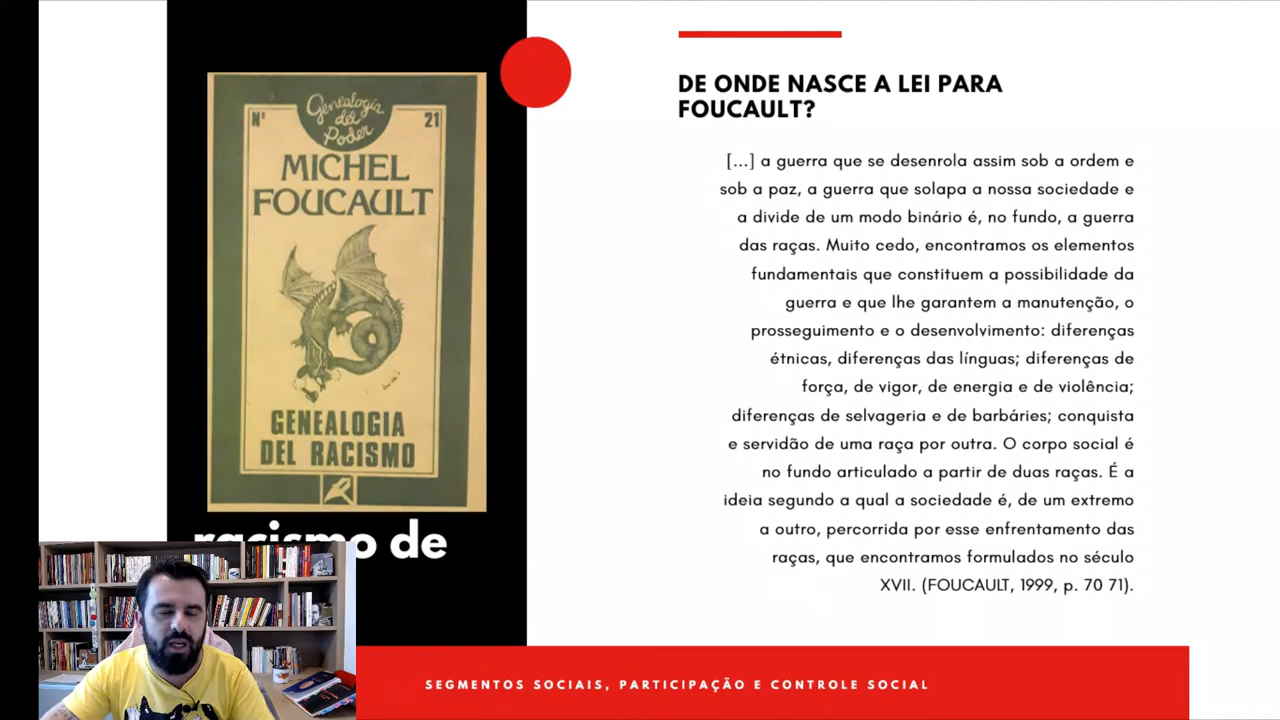 Genealogía
del
Poder
Nº 21
MICHEL
FOUCAULT
GENEALOGIA
DEL RACISMO
racismo de
DE ONDE NASCE A LEI PARA
FOUCAULT?
[...] a guerra que se desenrola assim sob a ordem e
sob a paz, a guerra que solapa a nossa sociedade e
a divide de um modo binário é, no fundo, a guerra
das raças. Muito cedo, encontramos os elementos
fundamentais que constituem a possibilidade da
guerra e que lhe garantem a manutenção, o
prosseguimento e o desenvolvimento: diferenças
étnicas, diferenças das línguas; diferenças de
força, de vigor, de energia e de violência;
diferenças de selvageria e de barbáries; conquista
e servidão de uma raça por outra. O corpo social é
no fundo articulado a partir de duas raças. É a
ideia segundo a qual a sociedade é, de um extremo
a outro, percorrida por esse enfrentamento das
raças, que encontramos formulados no século
XVII. (FOUCAULT, 1999, p. 70 71).
SEGMENTOS SOCIAIS, PARTICIPAÇÃO E CONTROLE SOCIAL